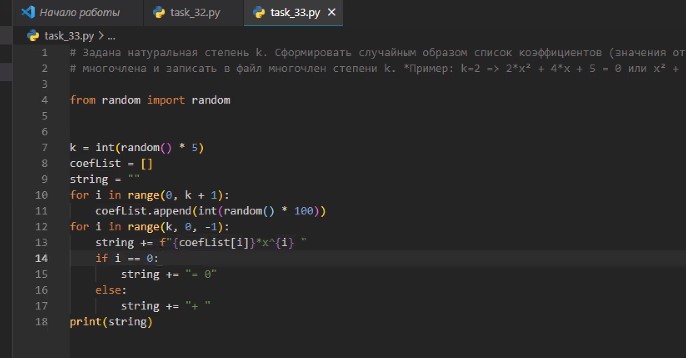 Начало работы task_32.py task_33.py ×
task_33.py > ...
1 # Задана натуральная степень k. Сформировать случайным образом список коэффициентов (значения от
2 # многочлена и записать в файл многочлен степени k. *Пример: k=2 => 2*x² + 4*x + 5 = 0 или x² +
3
4 from random import random
5
6
7 k = int(random() * 5)
8 coefList = []
9 string = ""
10 for i in range(0, k + 1):
11 coefList.append(int(random() * 100))
12 for i in range(k, 0, -1):
13 string += f"{coefList[i]}*x^{i} "
14 if i == 0:
15 string += "= 0"
16 else:
17 string += "+ "
18 print(string)